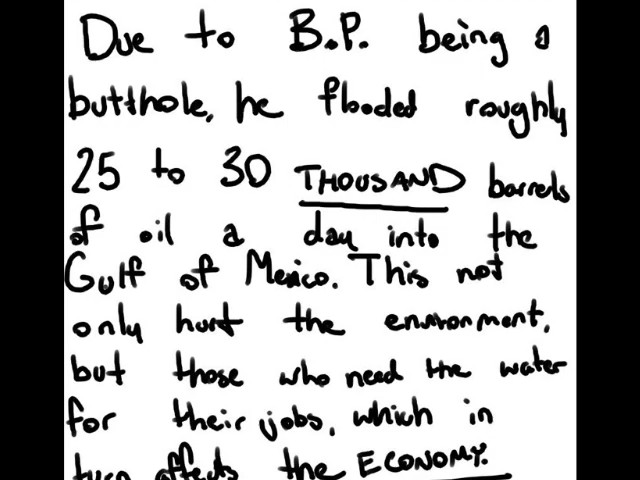 Due to B.P. being a
butthole, he flooded roughly
25 to 30 THOUSAND barrels
of oil a day into the
Gulf of Mexico. This not
only hurt the environment,
but those who need the water
for their jobs, which in
turn affects the ECONOMY.